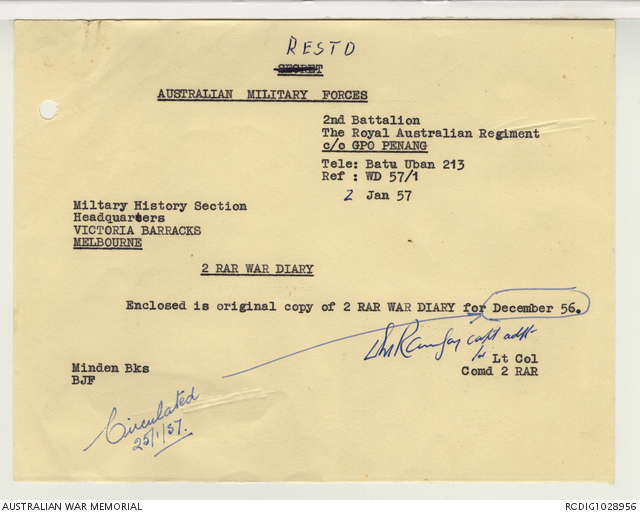 RESTD
SECRET
AUSTRALIAN MILITARY FORCES
2nd Battalion
The Royal Australian Regiment
c/o GPO PENANG
Tele: Batu Uban 213
Ref : WD 57/1
2 Jan 57
Miltary History Section
Headquarters
VICTORIA BARRACKS
MELBOURNE
2 RAR WAR DIARY
Enclosed is original copy of 2 RAR WAR DIARY for December 56.
Ramsay capt adjt
for Lt Col
Minden Bks
Comd 2 RAR
BJF
Circulated
25/1/57.
AUSTRALIAN WAR MEMORIAL
RCDIG1028956